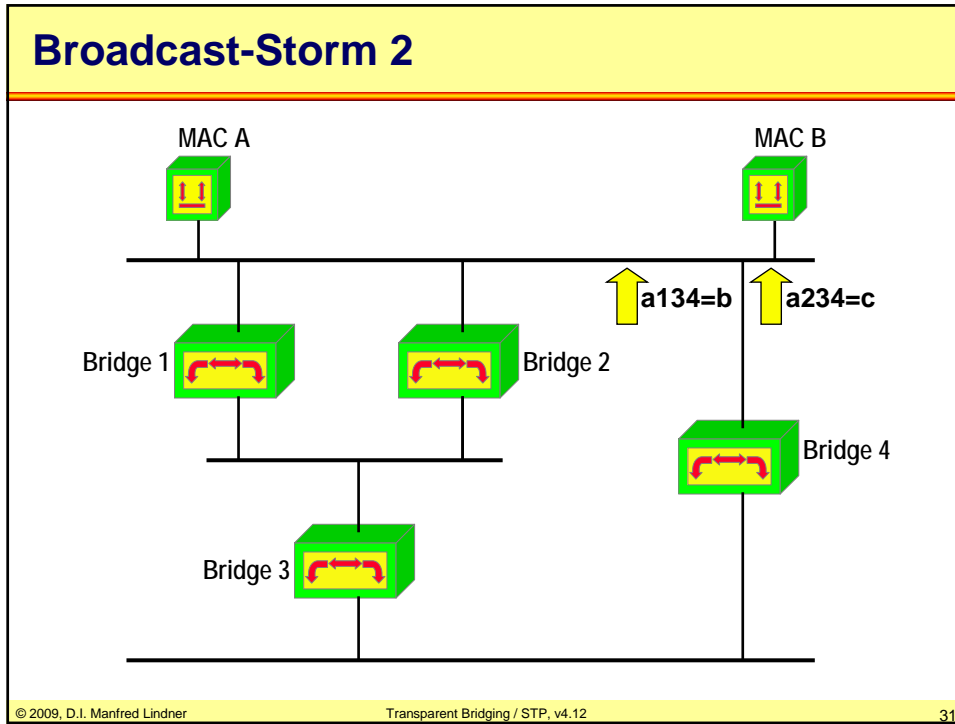 Broadcast-Storm 2
MAC A
MAC B
a134=b
a234=c
Bridge 1
Bridge 2
Bridge 4
Bridge 3
© 2009, D.I. Manfred Lindner
Transparent Bridging / STP, v4.12
31